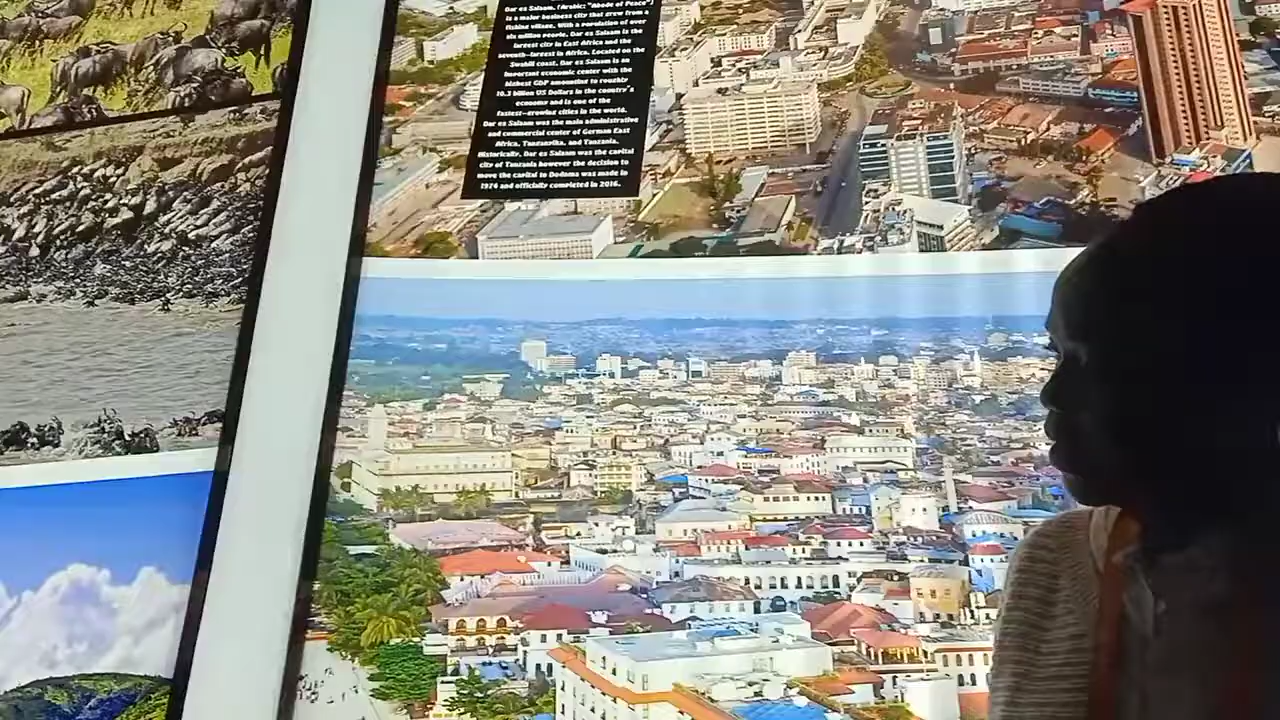 Dar es Salaam, (Arabic: "Abode of Peace")
is a major business city that grew from a
fishing village. With a population of over
six million people, Dar es Salaam is the
largest city in East Africa and the
seventh-largest in Africa. Located on the
Swahili coast, Dar es Salaam is an
important economic center with the
highest GDP amounting to roughly
10.3 billion US Dollars in the country's
economy and is one of the
fastest-growing cities in the world.
Dar es Salaam was the main administrative
and commercial center of German East
Africa, Tanganyika, and Tanzania.
Historically, Dar es Salaam was the capital
city of Tanzania however the decision to
move the capital to Dodoma was made in
1974 and officially completed in 2016.